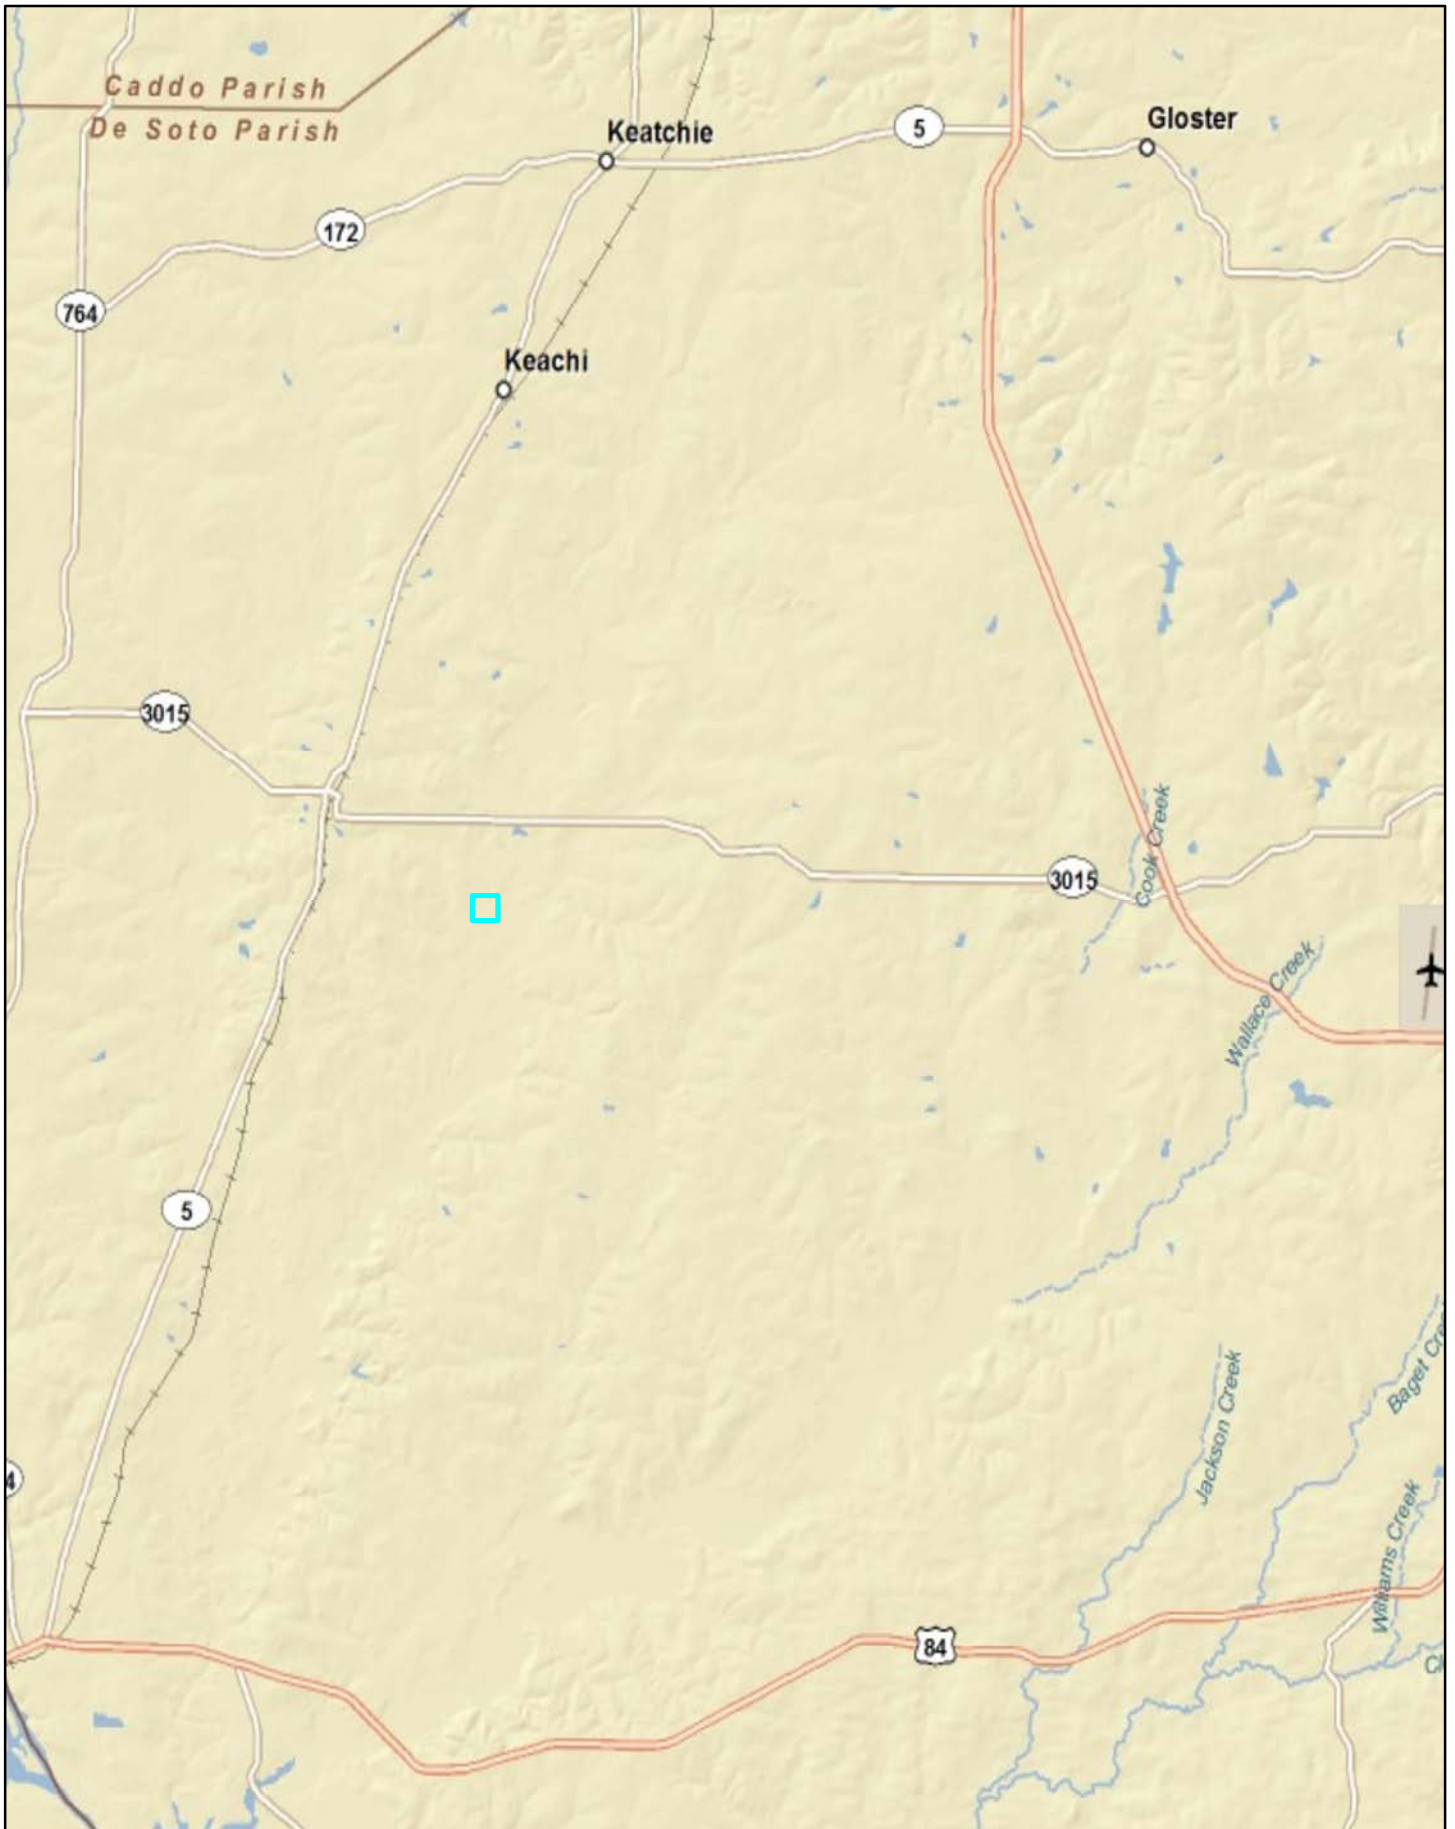 Caddo Parish
De Soto Parish
Keatchie
5
Gloster
172
764
Keachi
3015
Cook Creek
3015
Wallace Creek
5
Jackson Creek
Baget
4
Williams Creek
84